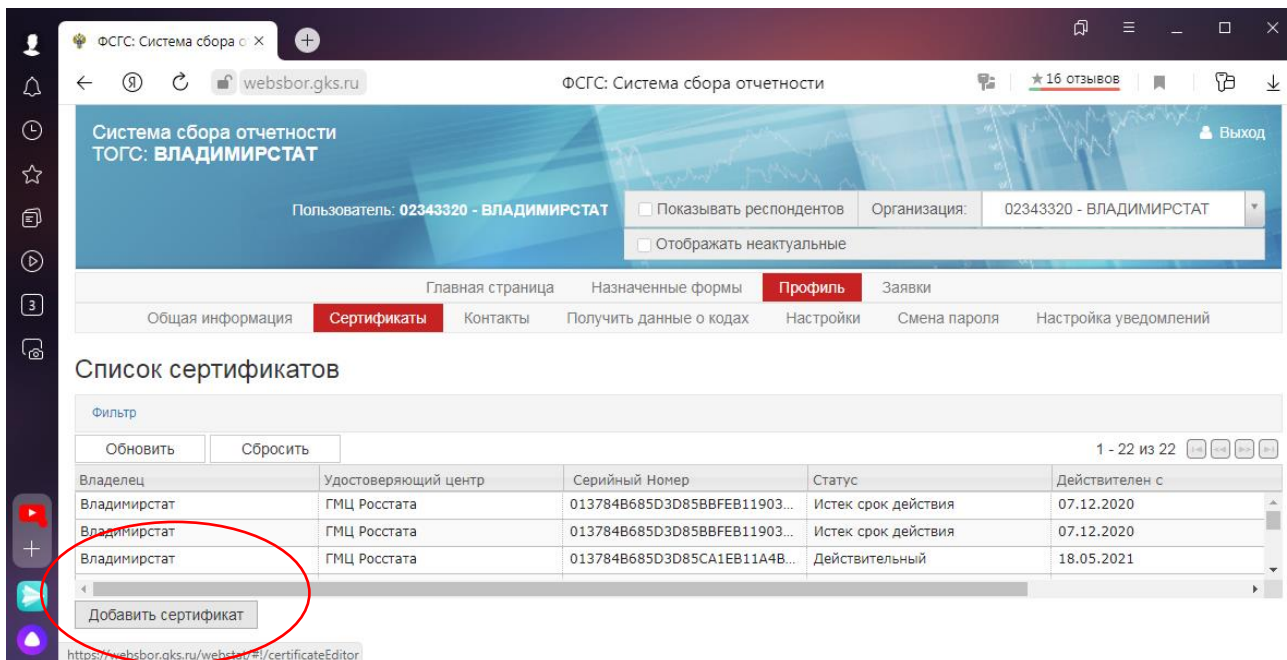 ФСГС: Система сбора о
websbor.gks.ru
ФСГС: Система сбора отчетности
16 отзывов
Система сбора отчетности
ТОГС: ВЛАДИМИРСТАТ
Выход
Пользователь: 02343320 - ВЛАДИМИРСТАТ
Показывать респондентов
Организация:
02343320 - ВЛАДИМИРСТАТ
Отображать неактуальные
Главная страница Назначенные формы Профиль Заявки
Общая информация Сертификаты Контакты Получить данные о кодах Настройки Смена пароля Настройка уведомлений
3
Список сертификатов
Фильтр
Обновить Сбросить 1 - 22 из 22
Владелец Удостоверяющий центр Серийный Номер Статус Действителен с
Владимирстат ГМЦ Росстата 013784B685D3D85BBFEB11903... Истек срок действия 07.12.2020
Владимирстат ГМЦ Росстата 013784B685D3D85BBFEB11903... Истек срок действия 07.12.2020
Владимирстат ГМЦ Росстата 013784B685D3D85CA1EB11A4B... Действительный 18.05.2021
Добавить сертификат
https://websbor.gks.ru/webstat/#!/certificateEditor